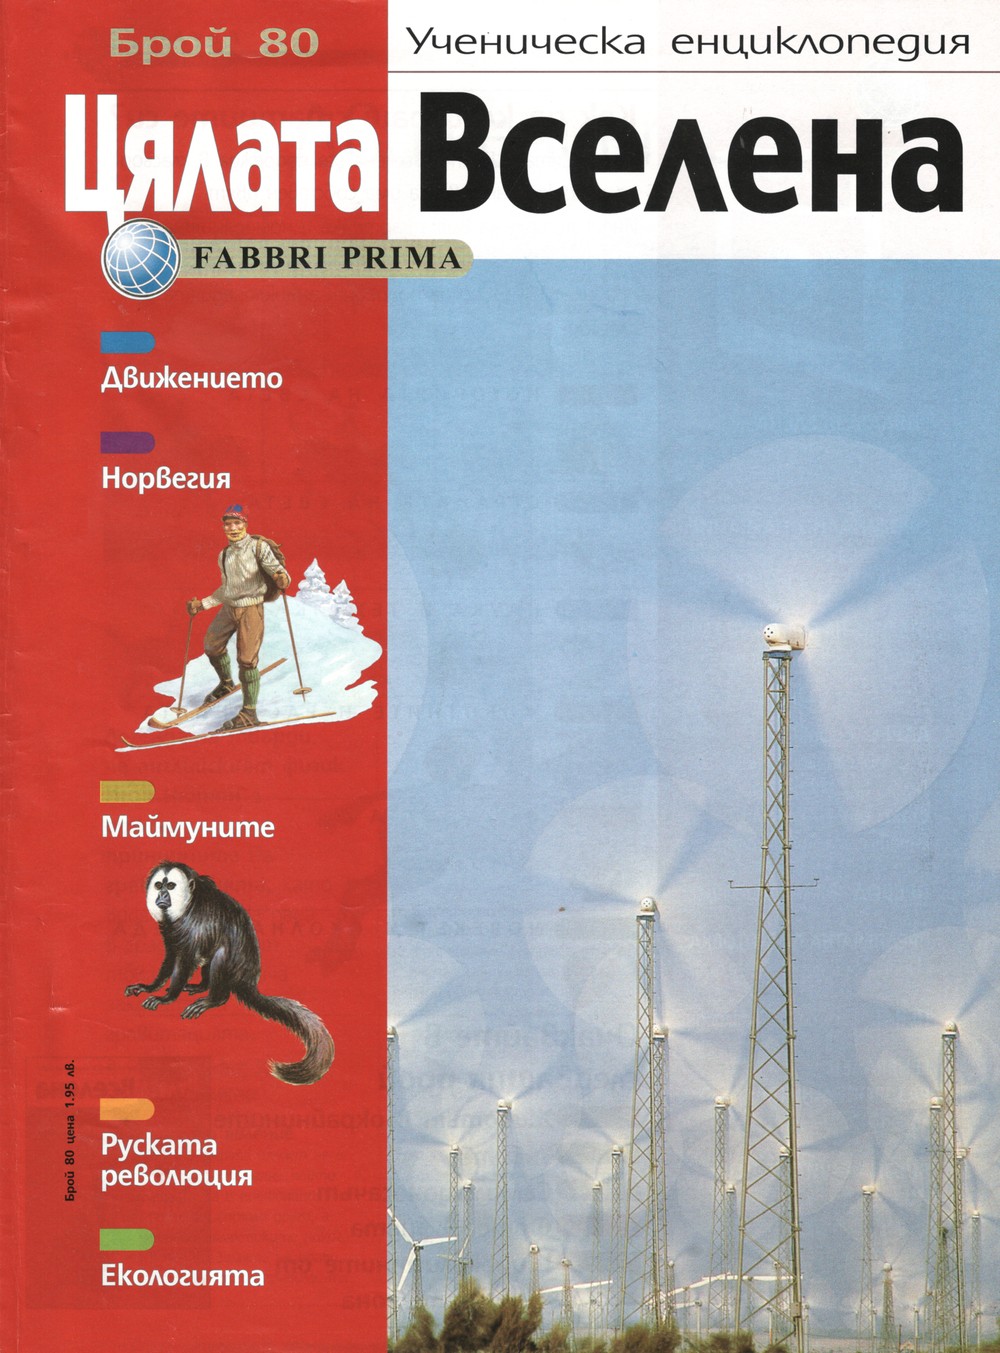 Брой 80
Ученическа енциклопедия
Цялата Вселена
FABBRI PRIMA
Движението
Норвегия
Маймуните
Руската
революция
Екологията
Брой 80 цена 1.95 лв.